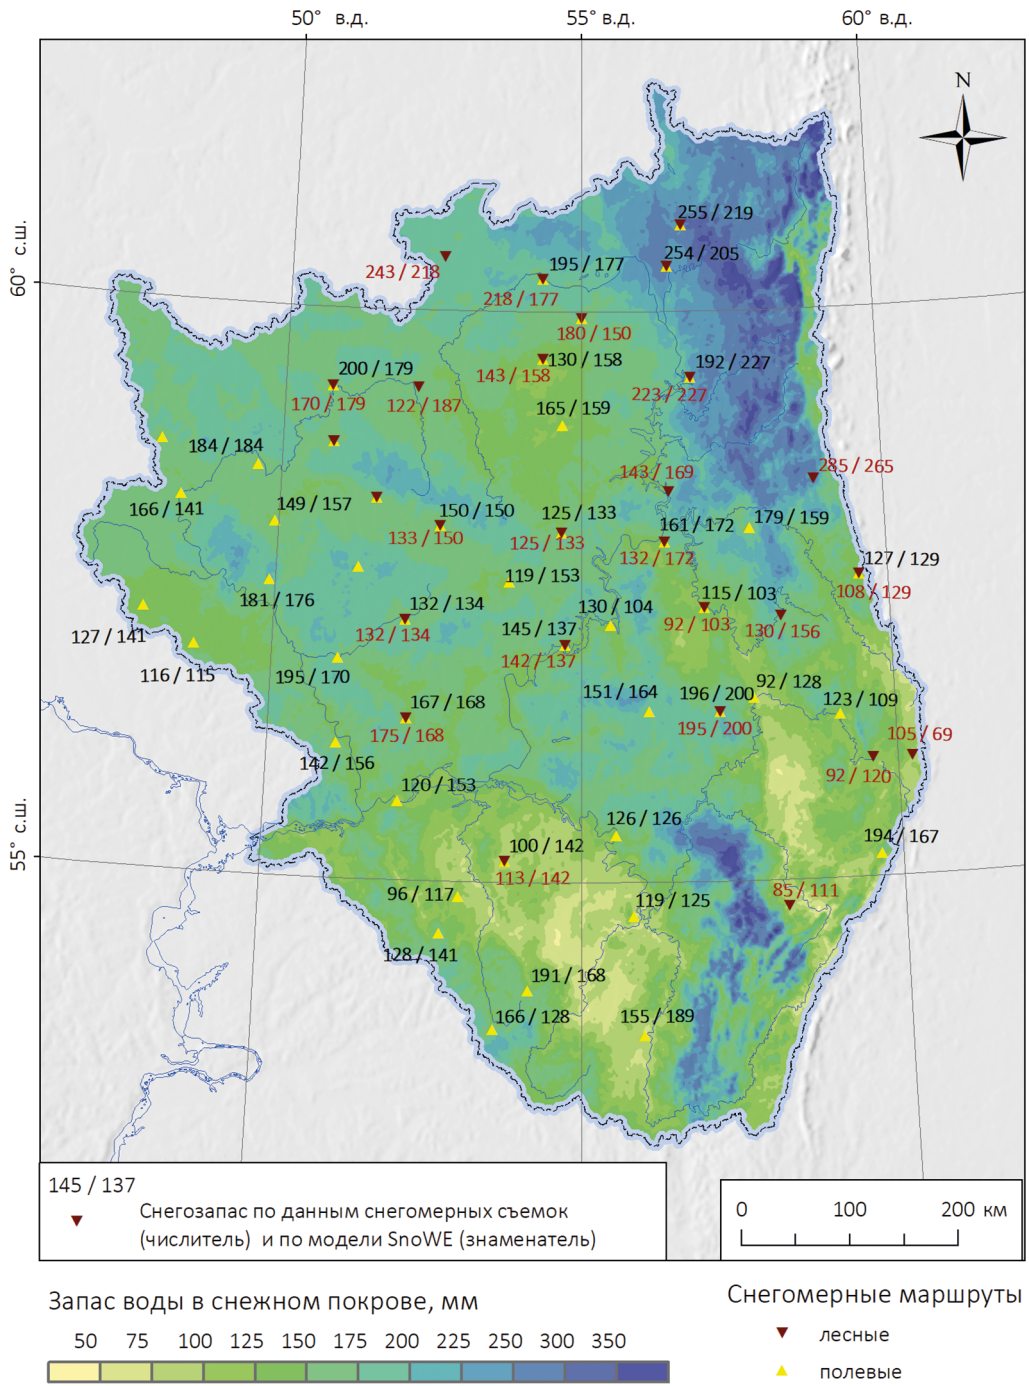 50° в.д.
55° в.д.
60° в.д.
60° с.ш.
55° с.ш.
N
255 / 219
254 / 205
243 / 218
195 / 177
218 / 177
180 / 150
130 / 158
143 / 158
192 / 227
223 / 227
200 / 179
170 / 179
122 / 187
165 / 159
184 / 184
143 / 169
285 / 265
166 / 141
149 / 157
150 / 150
133 / 150
125 / 133
125 / 133
161 / 172
132 / 172
179 / 159
127 / 129
108 / 129
119 / 153
181 / 176
132 / 134
132 / 134
130 / 104
115 / 103
92 / 103
130 / 156
127 / 141
116 / 115
145 / 137
142 / 137
195 / 170
151 / 164
196 / 200
195 / 200
92 / 128
123 / 109
167 / 168
175 / 168
105 / 69
92 / 120
142 / 156
120 / 153
126 / 126
194 / 167
100 / 142
113 / 142
85 / 111
96 / 117
119 / 125
128 / 141
191 / 168
166 / 128
155 / 189
145 / 137
Снегозапас по данным снегомерных съемок
(числитель) и по модели SnoWE (знаменатель)
0 100 200 км
Запас воды в снежном покрове, мм
50 75 100 125 150 175 200 225 250 300 350
Снегомерные маршруты
лесные
полевые